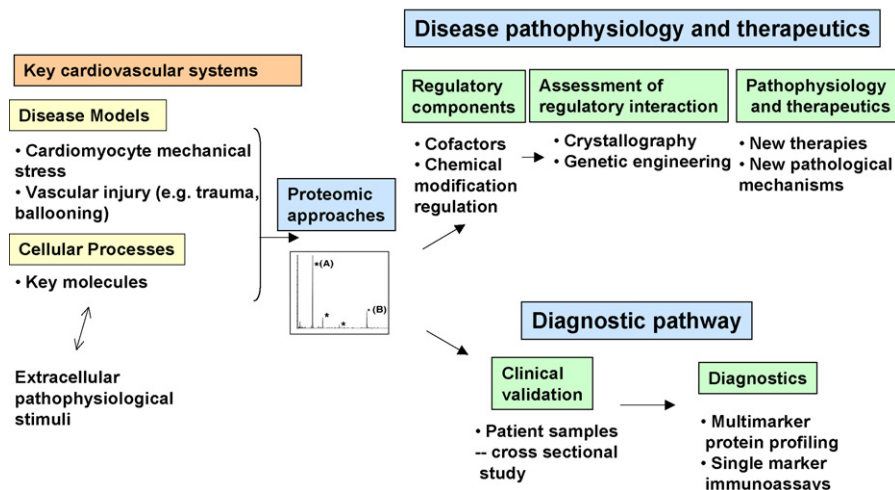 Disease pathophysiology and therapeutics
Key cardiovascular systems
Disease Models
• Cardiomyocyte mechanical
stress
• Vascular injury (e.g. trauma,
ballooning)
Cellular Processes
• Key molecules
Extracellular
pathophysiological
stimuli
Proteomic
approaches
*(A)
*
*
- (B)
Regulatory
components
• Cofactors
• Chemical
modification
regulation
Assessment of
regulatory interaction
• Crystallography
• Genetic engineering
Pathophysiology
and therapeutics
• New therapies
• New pathological
mechanisms
Diagnostic pathway
Clinical
validation
• Patient samples
-- cross sectional
study
Diagnostics
• Multimarker
protein profiling
• Single marker
immunoassays